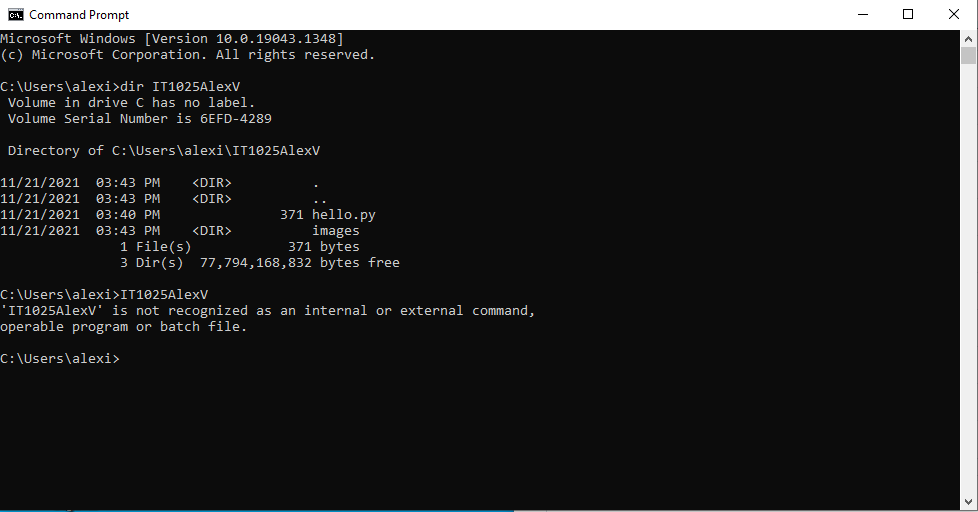 Command Prompt
Microsoft Windows [Version 10.0.19043.1348]
(c) Microsoft Corporation. All rights reserved.
C:\Users\alexi>dir IT1025AlexV
 Volume in drive C has no label.
 Volume Serial Number is 6EFD-4289
 Directory of C:\Users\alexi\IT1025AlexV
11/21/2021  03:43 PM    <DIR>          .
11/21/2021  03:43 PM    <DIR>          ..
11/21/2021  03:40 PM               371 hello.py
11/21/2021  03:43 PM    <DIR>          images
               1 File(s)            371 bytes
               3 Dir(s)  77,794,168,832 bytes free
C:\Users\alexi>IT1025AlexV
'IT1025AlexV' is not recognized as an internal or external command,
operable program or batch file.
C:\Users\alexi>